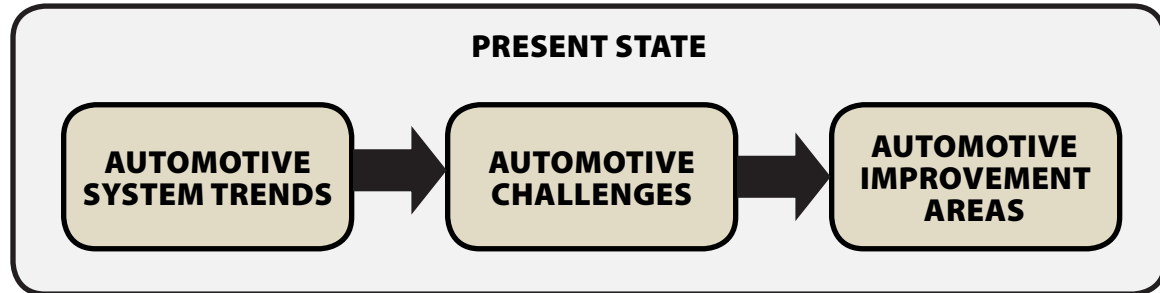 PRESENT STATE
AUTOMOTIVE
SYSTEM TRENDS
AUTOMOTIVE
CHALLENGES
AUTOMOTIVE
IMPROVEMENT
AREAS